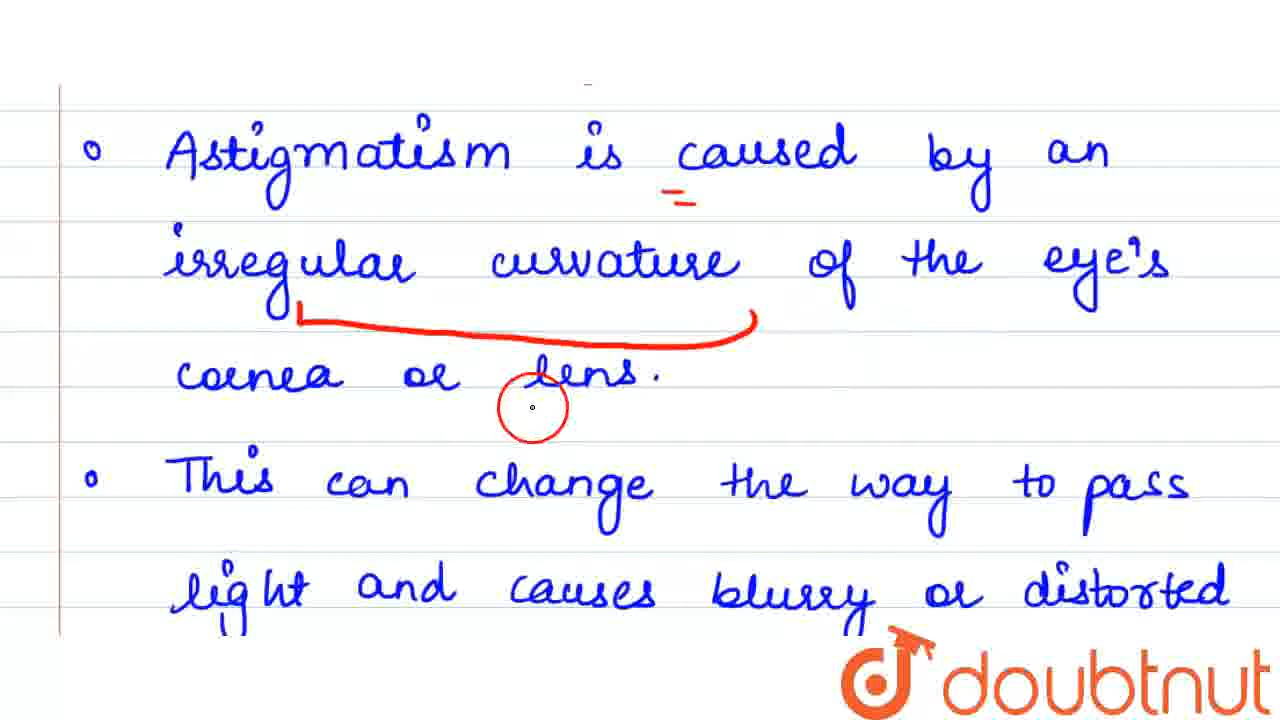 Astigmatism is caused by an
irregular curvature of the eye's
cornea or lens.
This can change the way to pass
light and causes blurry or distorted
doubtnut